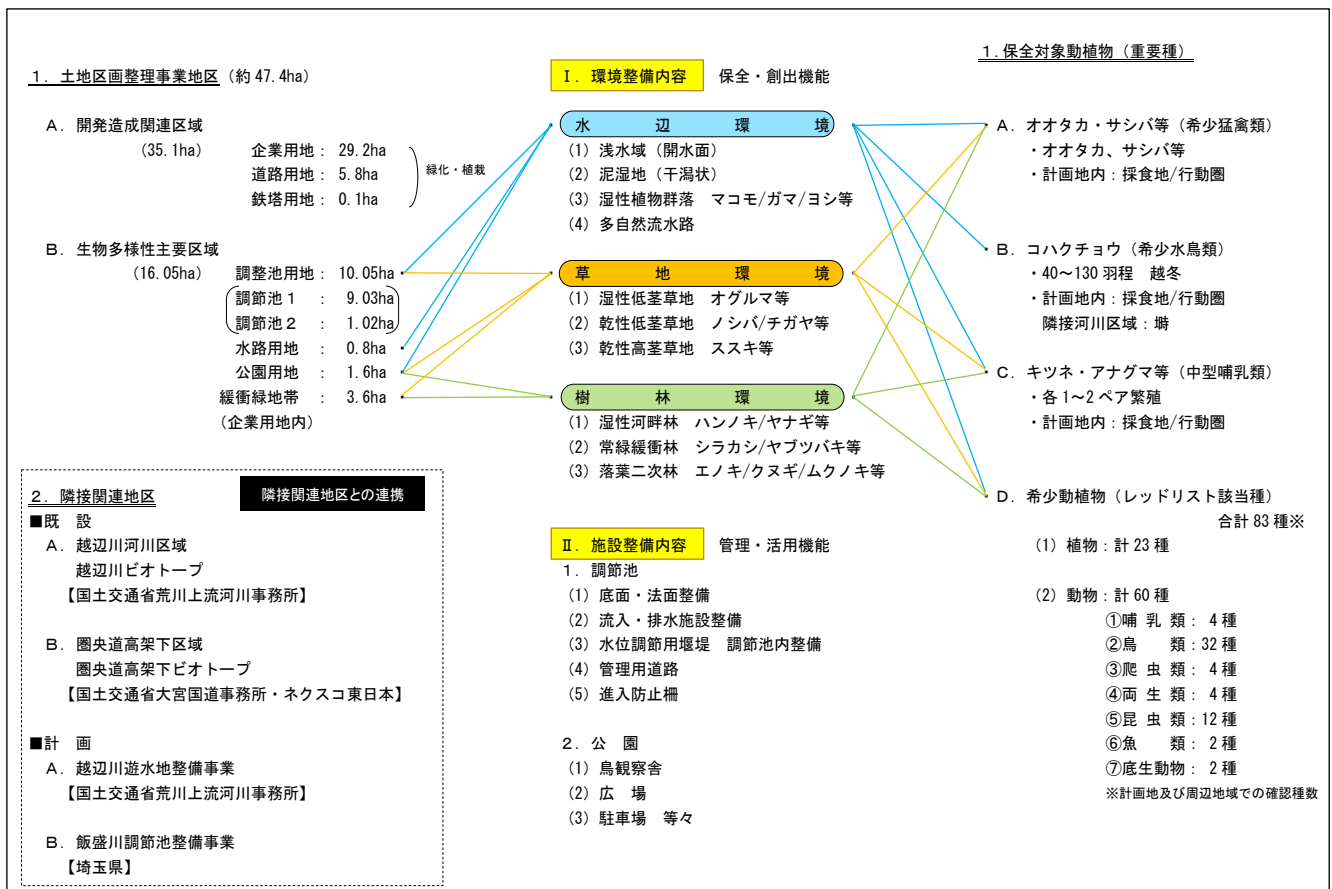 1．土地区画整理事業地区（約 47.4ha）
A．開発造成関連区域
(35.1ha)
企業用地：29.2ha
道路用地：5.8ha
鉄塔用地：0.1ha
緑化・植栽
B．生物多様性主要区域
(16.05ha)
調整池用地：10.05ha
調節池１　：　9.03ha
調節池２　：　1.02ha
水路用地　：　0.8ha
公園用地　：　1.6ha
緩衝緑地帯　：　3.6ha
（企業用地内）
2．隣接関連地区
隣接関連地区との連携
■既　設
A．越辺川河川区域
越辺川ビオトープ
【国土交通省荒川上流河川事務所】
B．圏央道高架下区域
圏央道高架下ビオトープ
【国土交通省大宮国道事務所・ネクスコ東日本】
■計　画
A．越辺川遊水地整備事業
【国土交通省荒川上流河川事務所】
B．飯盛川調節池整備事業
【埼玉県】
Ⅰ．環境整備内容　保全・創出機能
水　辺　環　境
(1) 浅水域（開水面）
(2) 泥湿地（干潟状）
(3) 湿性植物群落　マコモ/ガマ/ヨシ等
(4) 多自然流水路
草　地　環　境
(1) 湿性低茎草地　オグルマ等
(2) 乾性低茎草地　ノシバ/チガヤ等
(3) 乾性高茎草地　ススキ等
樹　林　環　境
(1) 湿性河畔林　ハンノキ/ヤナギ等
(2) 常緑緩衝林　シラカシ/ヤブツバキ等
(3) 落葉二次林　エノキ/クヌギ/ムクノキ等
Ⅱ．施設整備内容　管理・活用機能
1．調節池
(1) 底面・法面整備
(2) 流入・排水施設整備
(3) 水位調節用堰堤　調節池内整備
(4) 管理用道路
(5) 進入防止柵
2．公　園
(1) 鳥観察舎
(2) 広　場
(3) 駐車場　等々
1．保全対象動植物（重要種）
A．オオタカ・サシバ等（希少猛禽類）
・オオタカ、サシバ等
・計画地内：採食地/行動圏
B．コハクチョウ（希少水鳥類）
・40～130 羽程　越冬
・計画地内：採食地/行動圏
隣接河川区域：塒
C．キツネ・アナグマ等（中型哺乳類）
・各 1～2 ペア繁殖
・計画地内：採食地/行動圏
D．希少動植物（レッドリスト該当種）
合計 83 種※
(1) 植物：計 23 種
(2) 動物：計 60 種
①哺 乳 類： 4 種
②鳥　　類：32 種
③爬 虫 類： 4 種
④両 生 類： 4 種
⑤昆 虫 類：12 種
⑥魚　　類： 2 種
⑦底生動物： 2 種
※計画地及び周辺地域での確認種数